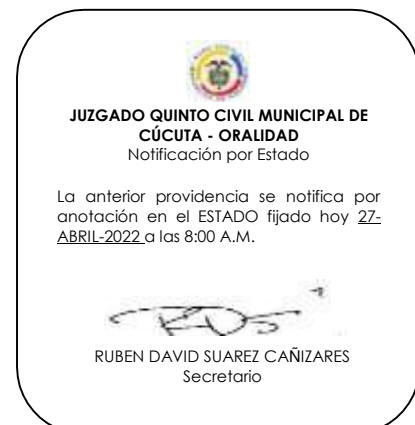 JUZGADO QUINTO CIVIL MUNICIPAL DE
CÚCUTA - ORALIDAD
Notificación por Estado
La anterior providencia se notifica por
anotación en el ESTADO fijado hoy 27-
ABRIL-2022 a las 8:00 A.M.
RUBEN DAVID SUAREZ CAÑIZARES
Secretario